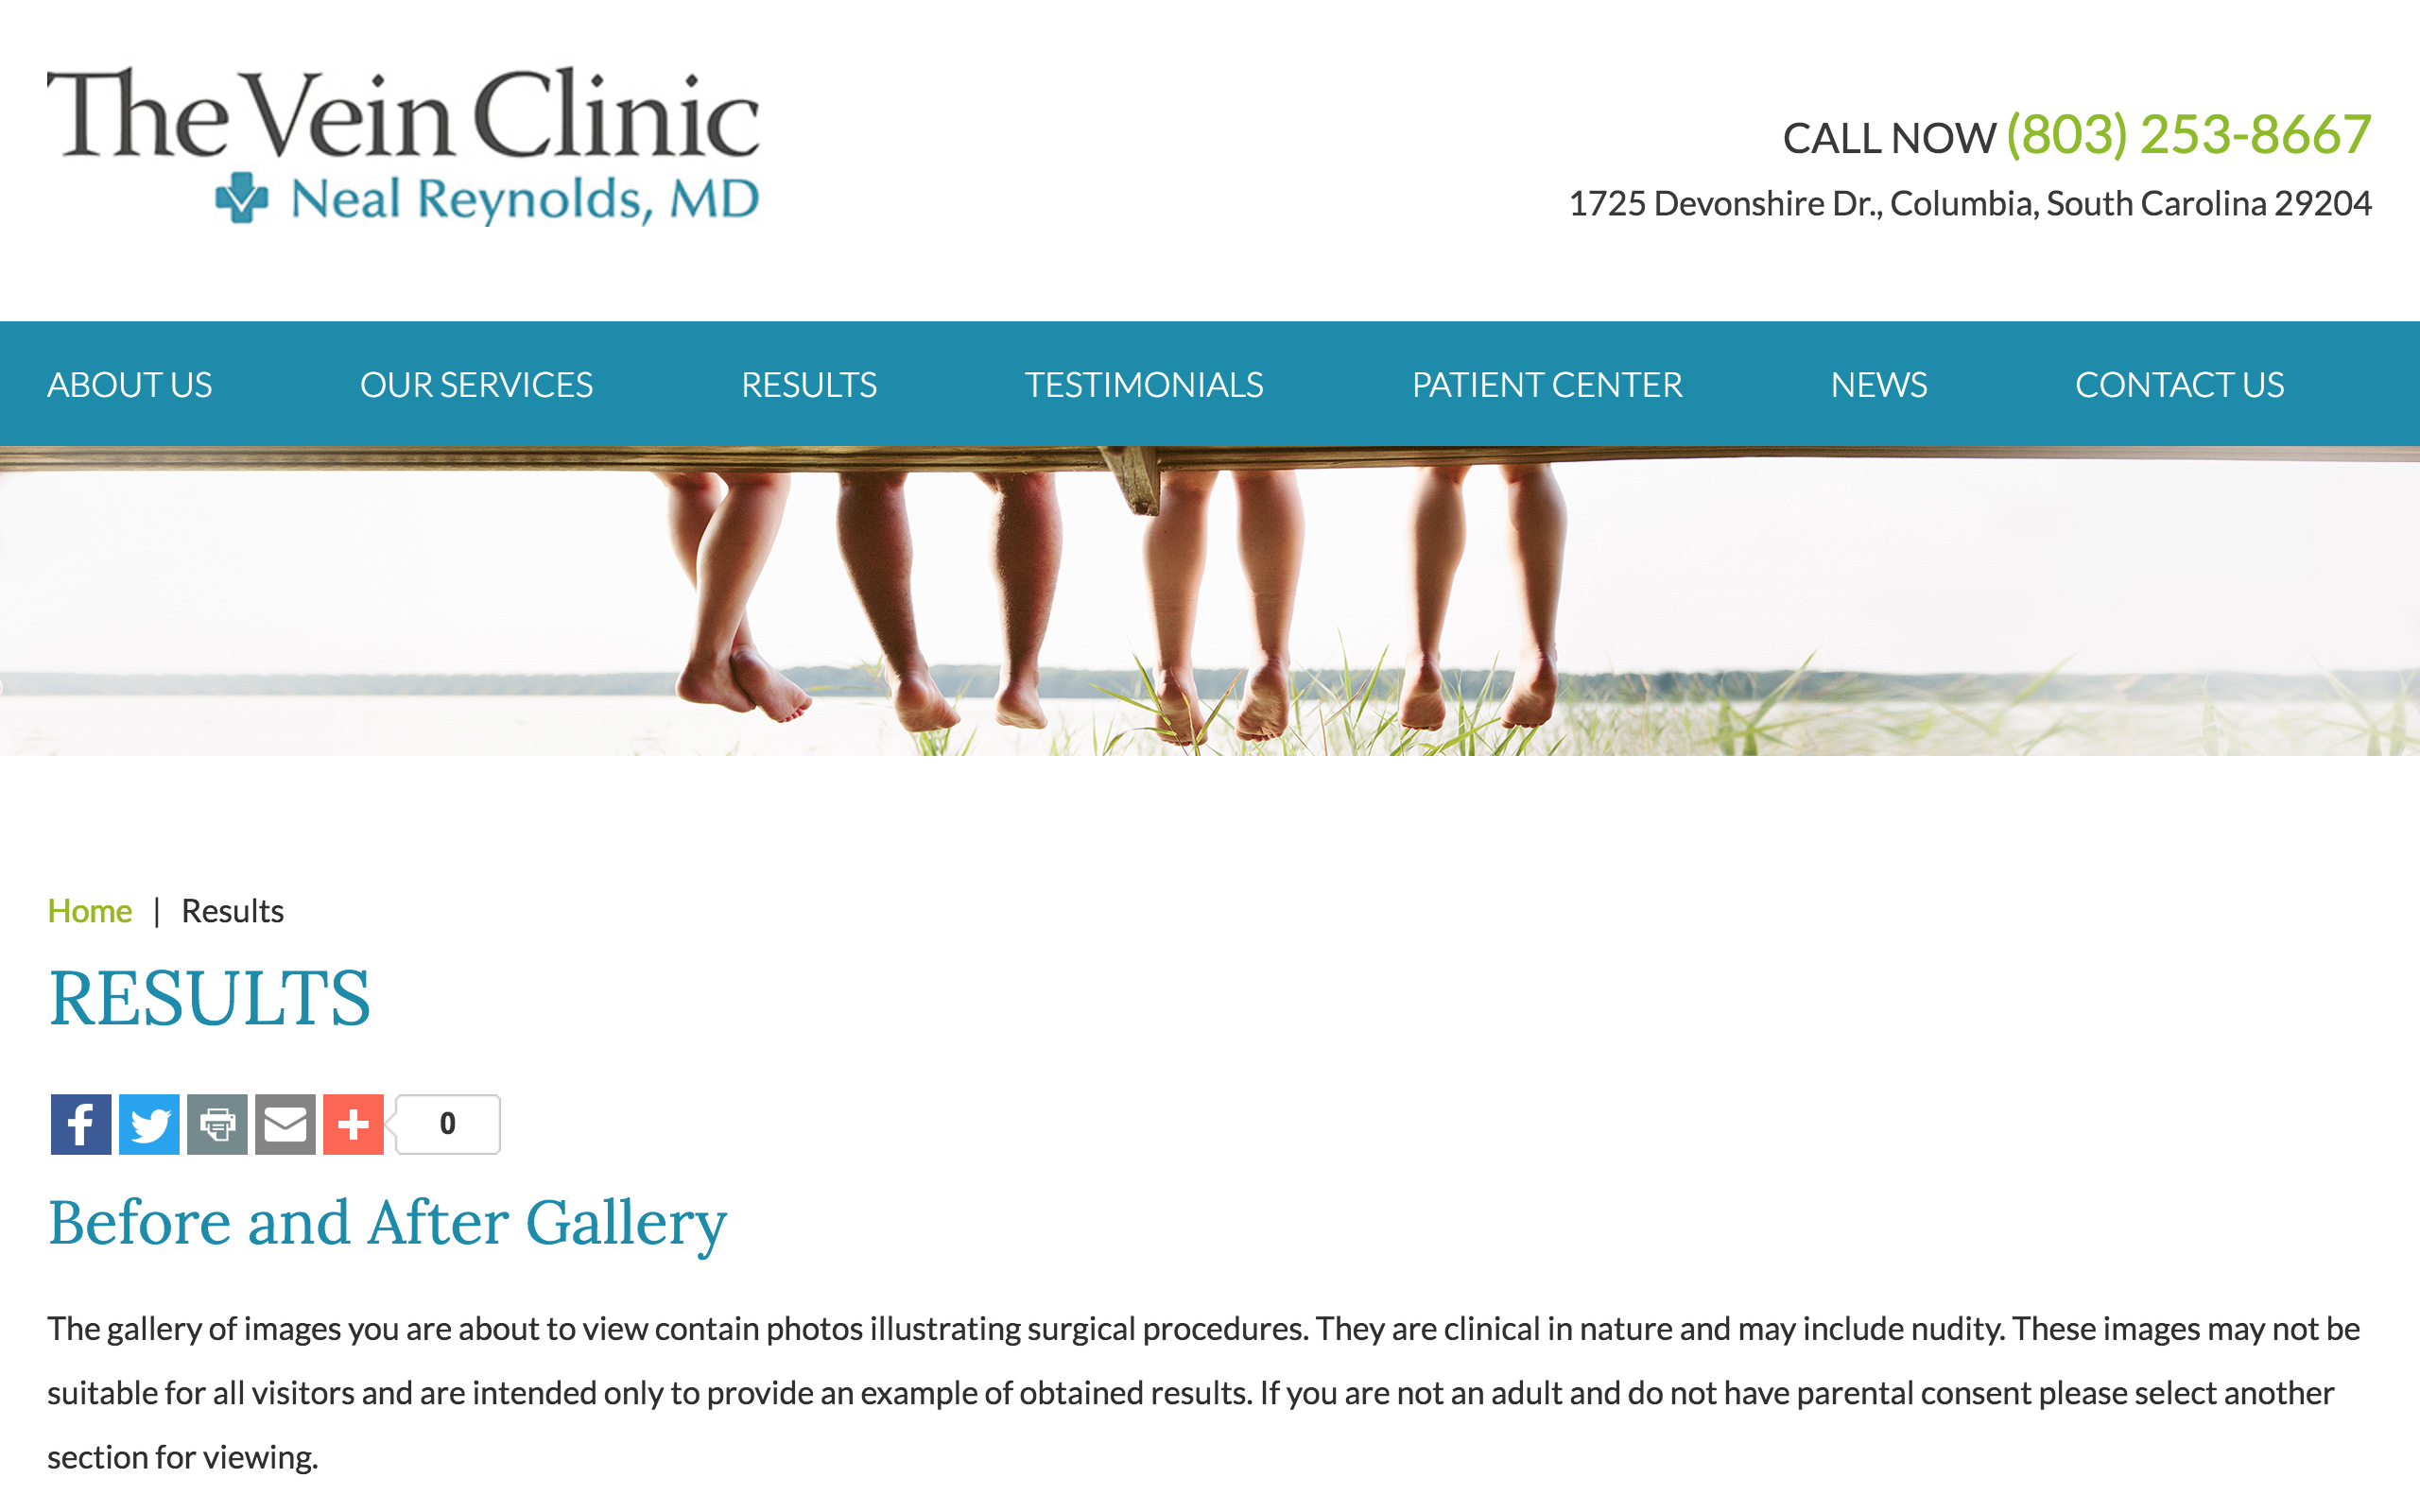 The Vein Clinic
Neal Reynolds, MD
CALL NOW (803) 253-8667
1725 Devonshire Dr., Columbia, South Carolina 29204
ABOUT US OUR SERVICES RESULTS TESTIMONIALS PATIENT CENTER NEWS CONTACT US
Home | Results
RESULTS
0
Before and After Gallery
The gallery of images you are about to view contain photos illustrating surgical procedures. They are clinical in nature and may include nudity. These images may not be
suitable for all visitors and are intended only to provide an example of obtained results. If you are not an adult and do not have parental consent please select another
section for viewing.